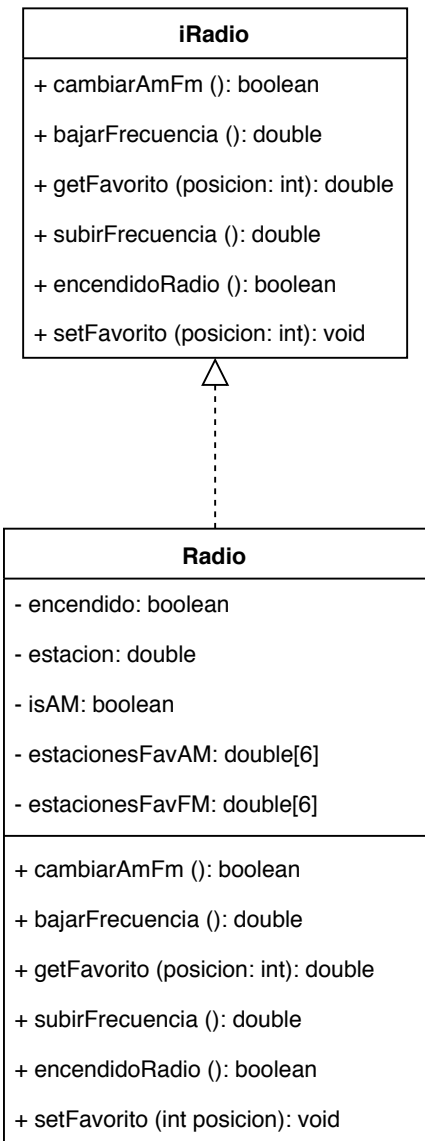 iRadio
+ cambiarAmFm (): boolean
+ bajarFrecuencia (): double
+ getFavorito (posicion: int): double
+ subirFrecuencia (): double
+ encendidoRadio (): boolean
+ setFavorito (posicion: int): void
Radio
- encendido: boolean
- estacion: double
- isAM: boolean
- estacionesFavAM: double[6]
- estacionesFavFM: double[6]
+ cambiarAmFm (): boolean
+ bajarFrecuencia (): double
+ getFavorito (posicion: int): double
+ subirFrecuencia (): double
+ encendidoRadio (): boolean
+ setFavorito (int posicion): void